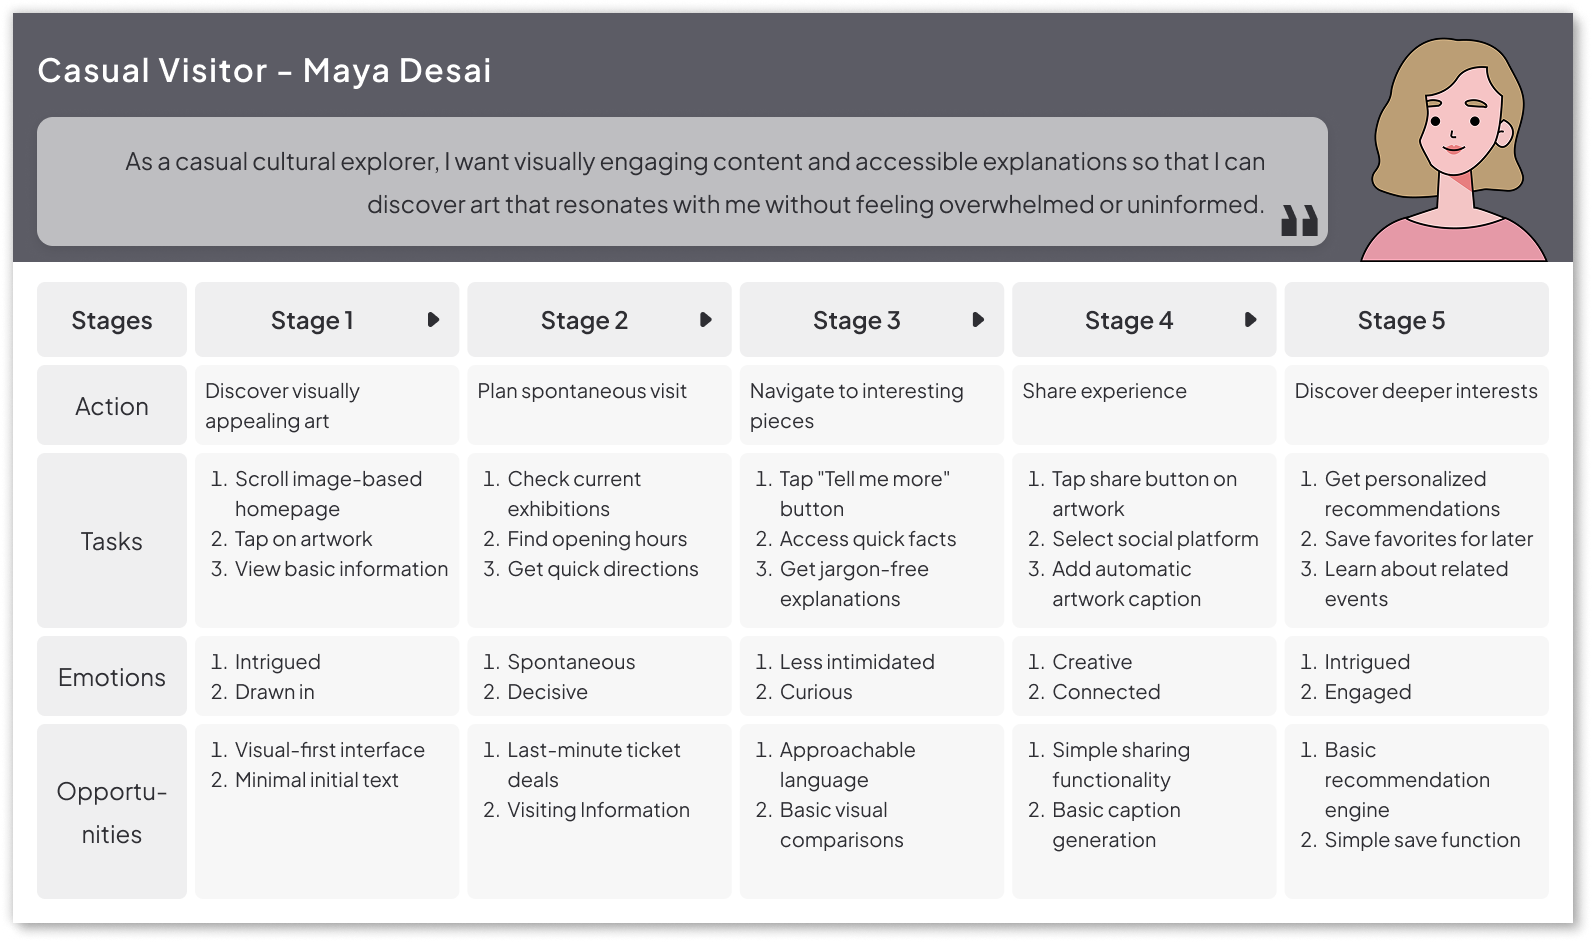 Casual Visitor – Maya Desai
As a casual cultural explorer, I want visually engaging content and accessible explanations so that I can
discover art that resonates with me without feeling overwhelmed or uninformed.
Stages
Stage 1
Stage 2
Stage 3
Stage 4
Stage 5
Action
Discover visually
appealing art
Plan spontaneous visit
Navigate to interesting
pieces
Share experience
Discover deeper interests
Tasks
1. Scroll image-based
homepage
2. Tap on artwork
3. View basic information
1. Check current
exhibitions
2. Find opening hours
3. Get quick directions
1. Tap "Tell me more"
button
2. Access quick facts
3. Get jargon-free
explanations
1. Tap share button on
artwork
2. Select social platform
3. Add automatic
artwork caption
1. Get personalized
recommendations
2. Save favorites for later
3. Learn about related
events
Emotions
1. Intrigued
2. Drawn in
1. Spontaneous
2. Decisive
1. Less intimidated
2. Curious
1. Creative
2. Connected
1. Intrigued
2. Engaged
Opportu-
nities
1. Visual-first interface
2. Minimal initial text
1. Last-minute ticket
deals
2. Visiting Information
1. Approachable
language
2. Basic visual
comparisons
1. Simple sharing
functionality
2. Basic caption
generation
1. Basic
recommendation
engine
2. Simple save function